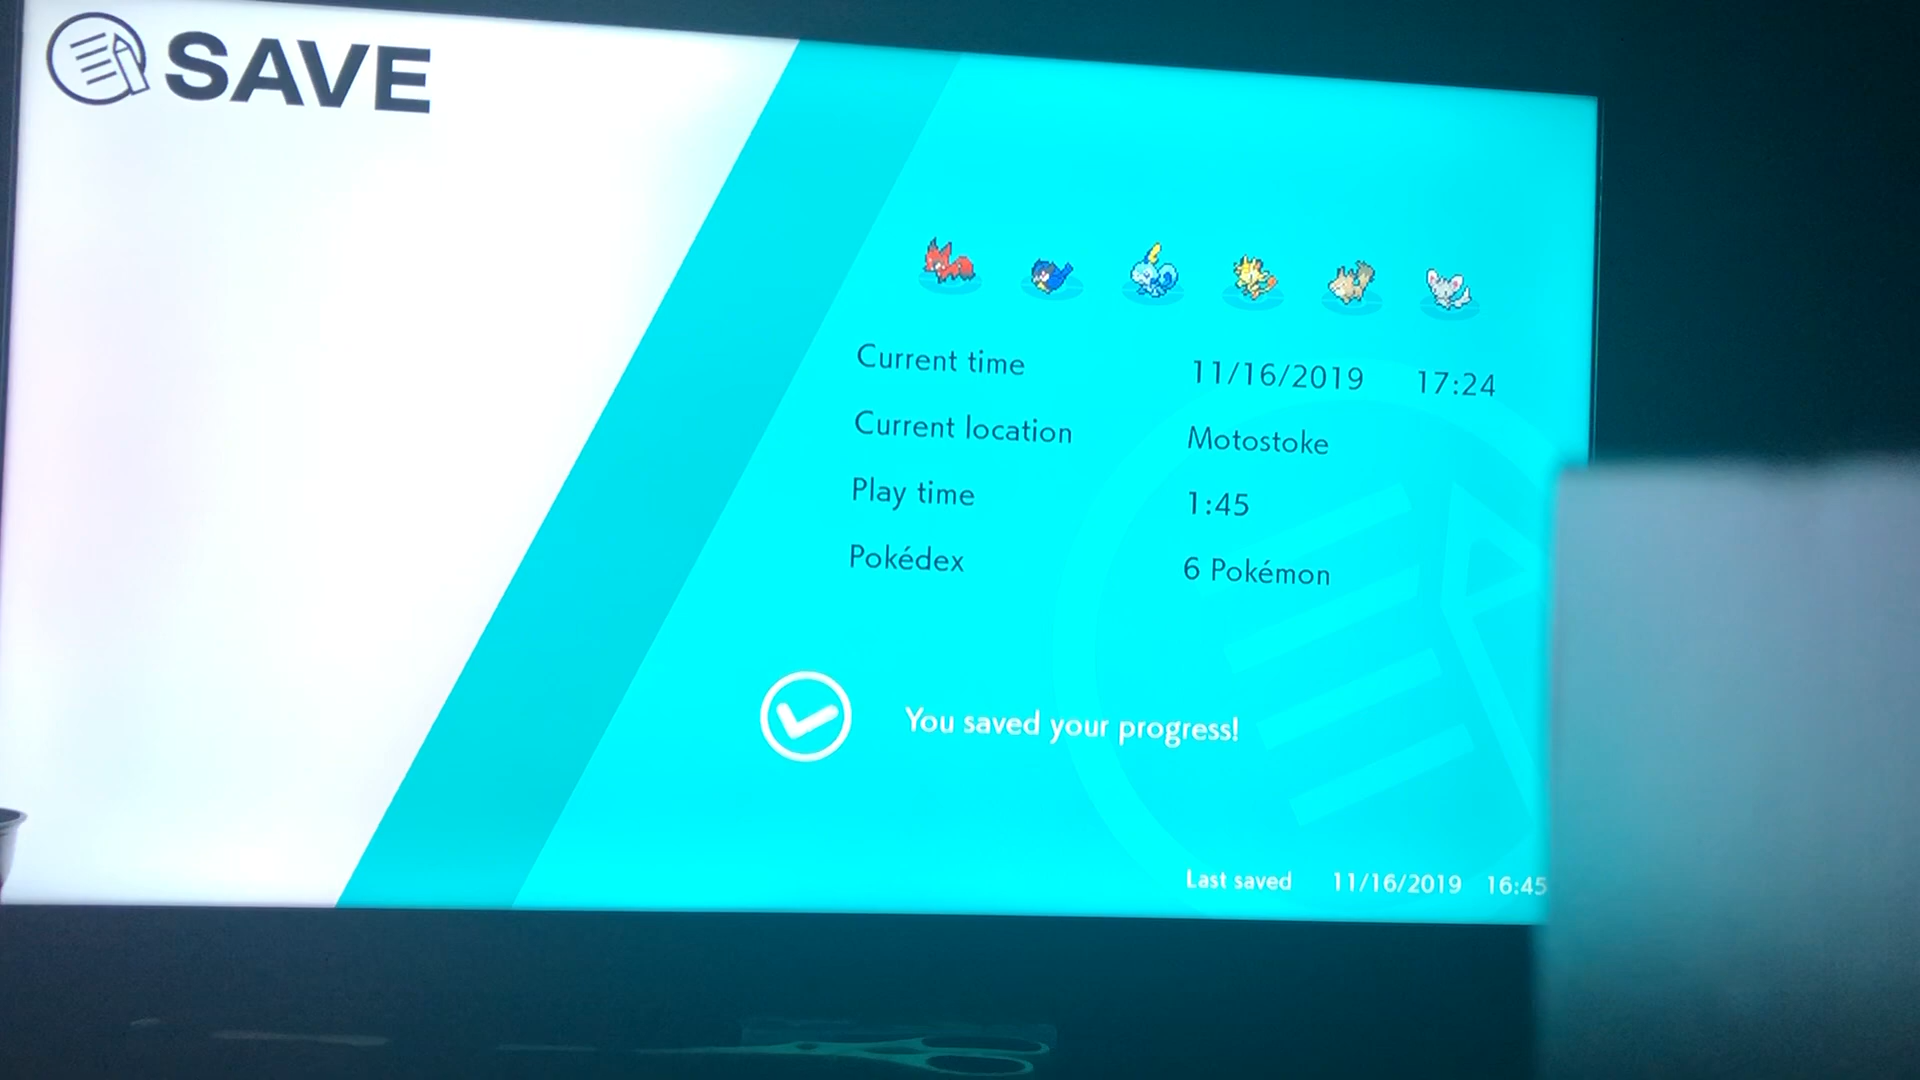 SAVE
Current time 11/16/2019 17:24
Current location Motostoke
Play time 1:45
Pokédex 6 Pokémon
You saved your progress!
Last saved 11/16/2019 16:45